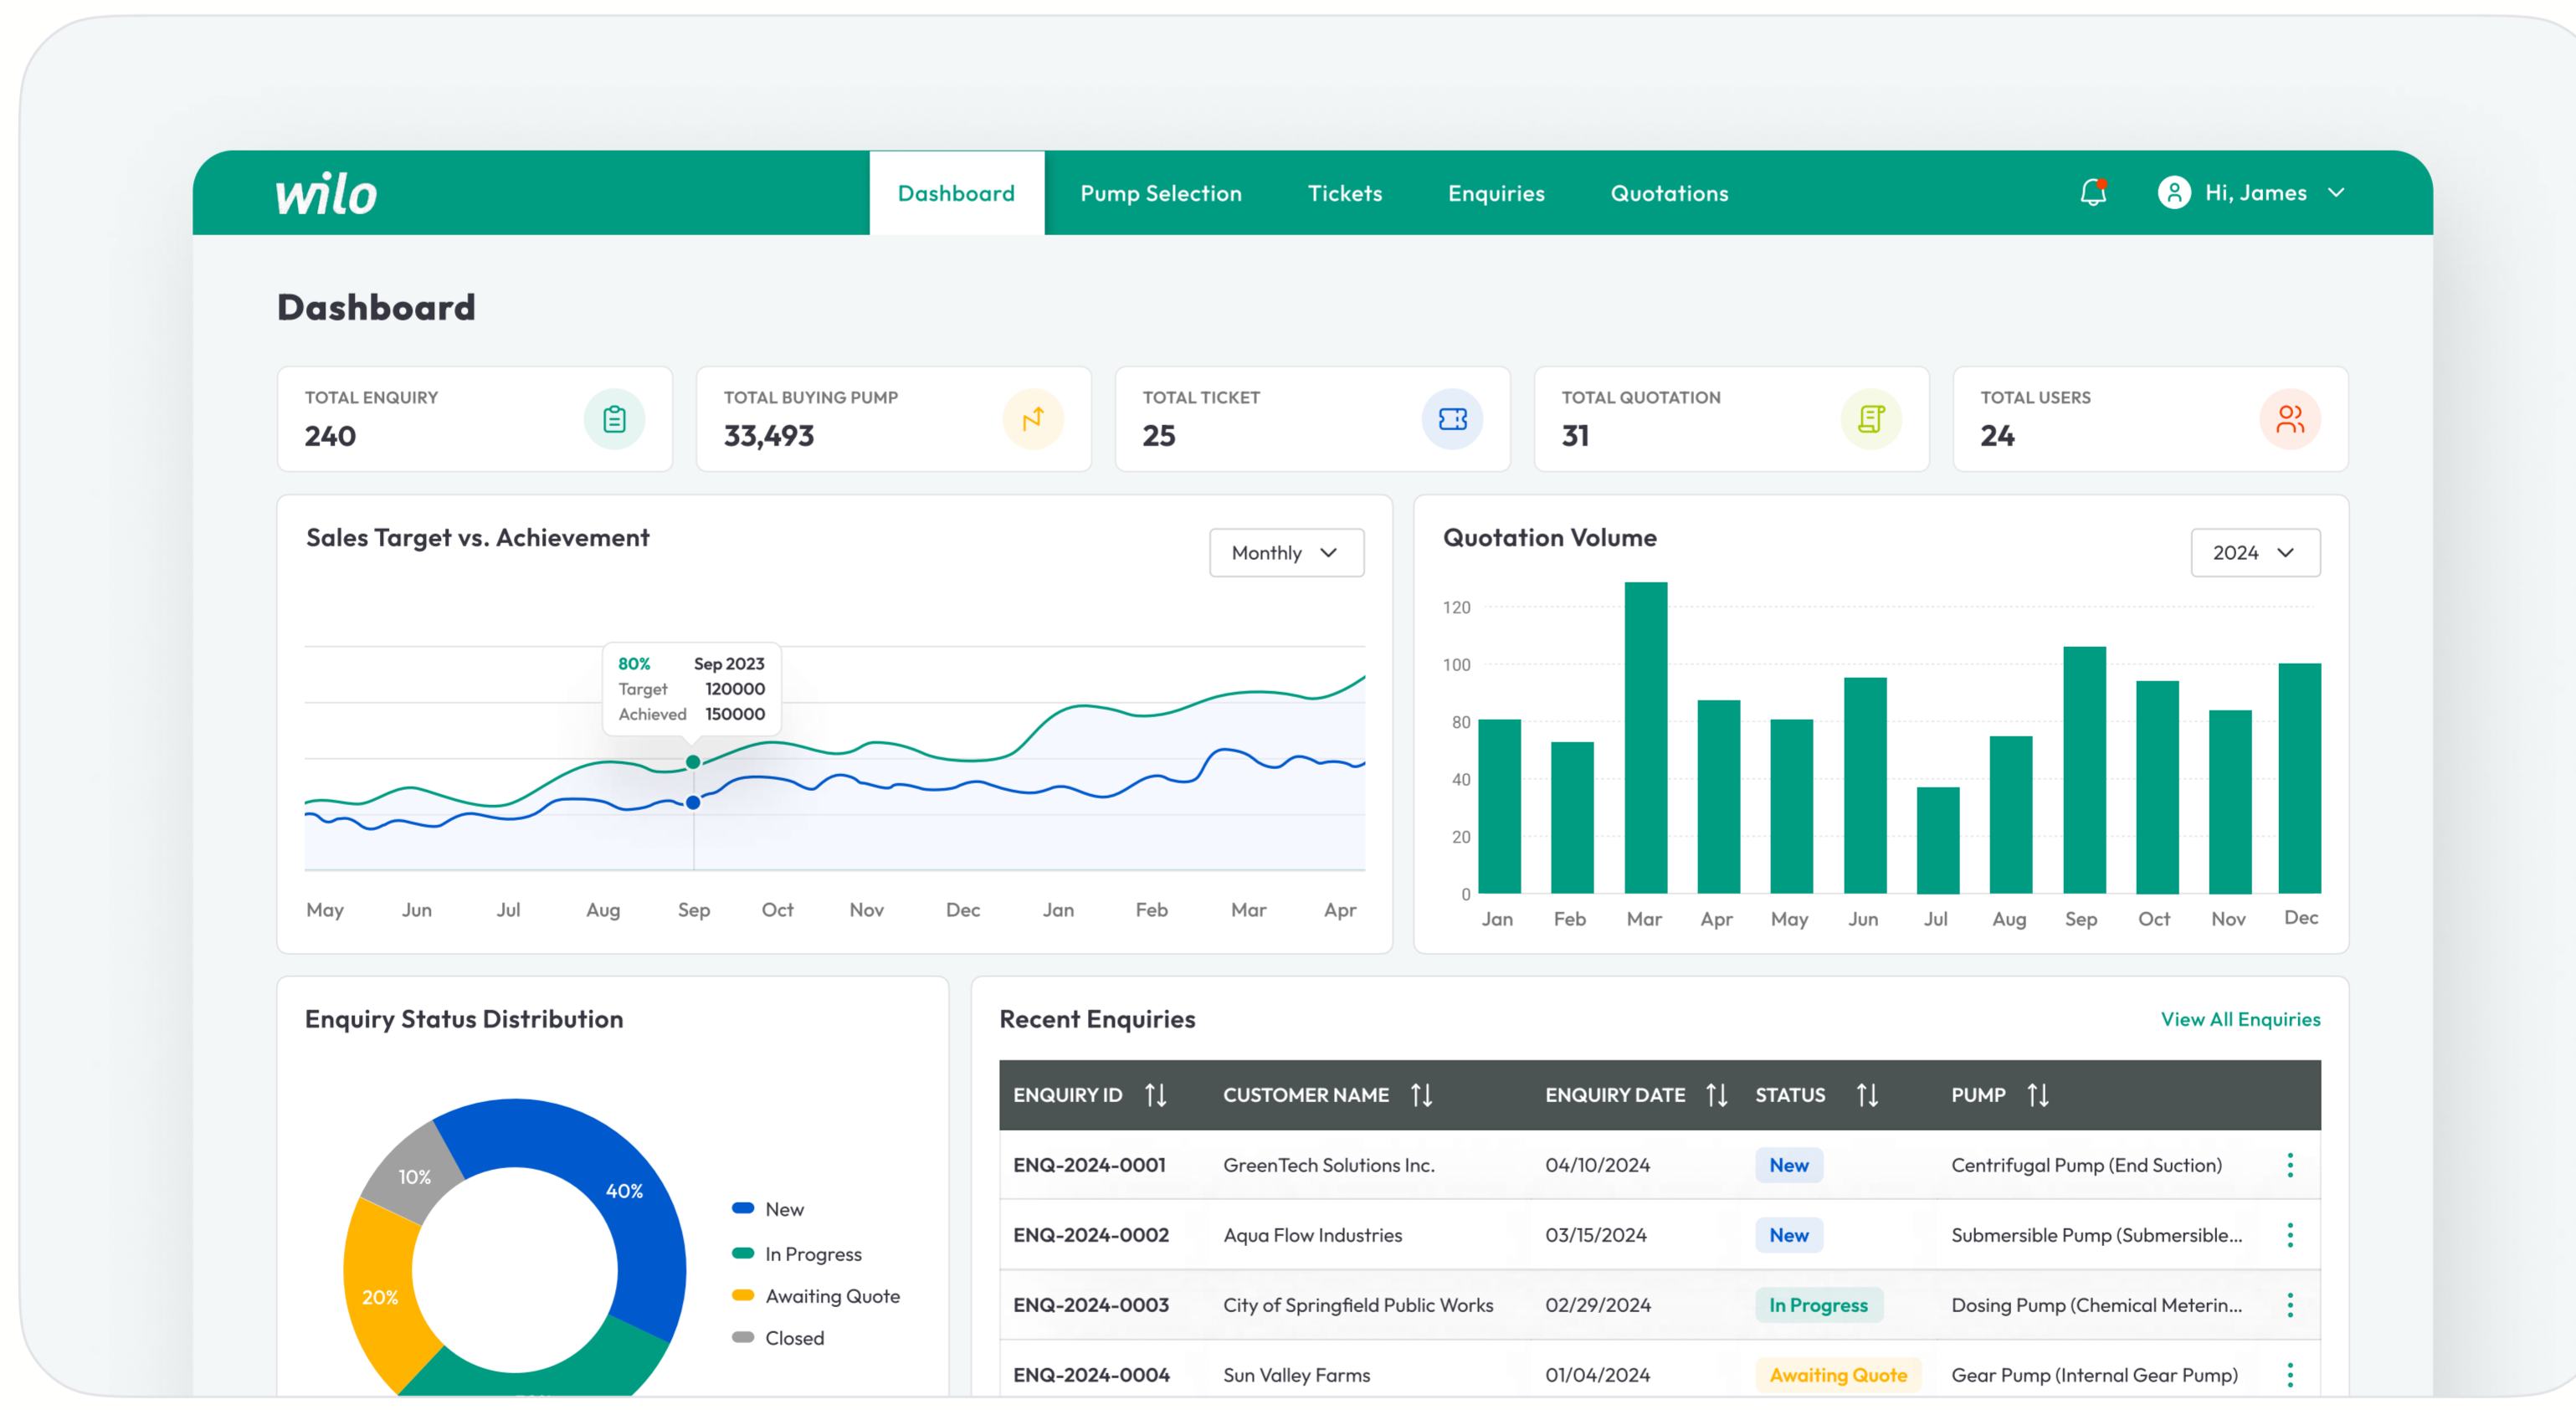 wilo
Dashboard
Pump Selection
Tickets
Enquiries
Quotations
Hi, James
Dashboard
TOTAL ENQUIRY
240
TOTAL BUYING PUMP
33,493
TOTAL TICKET
25
TOTAL QUOTATION
31
TOTAL USERS
24
Sales Target vs. Achievement
Monthly
80% Sep 2023
Target 120000
Achieved 150000
May Jun Jul Aug Sep Oct Nov Dec Jan Feb Mar Apr
Quotation Volume
2024
120
100
80
40
20
0
Jan Feb Mar Apr May Jun Jul Aug Sep Oct Nov Dec
Enquiry Status Distribution
10%
40%
20%
New
In Progress
Awaiting Quote
Closed
Recent Enquiries
View All Enquiries
ENQUIRY ID CUSTOMER NAME ENQUIRY DATE STATUS PUMP
ENQ-2024-0001 GreenTech Solutions Inc. 04/10/2024 New Centrifugal Pump (End Suction)
ENQ-2024-0002 Aqua Flow Industries 03/15/2024 New Submersible Pump (Submersible...
ENQ-2024-0003 City of Springfield Public Works 02/29/2024 In Progress Dosing Pump (Chemical Meterin...
ENQ-2024-0004 Sun Valley Farms 01/04/2024 Awaiting Quote Gear Pump (Internal Gear Pump)